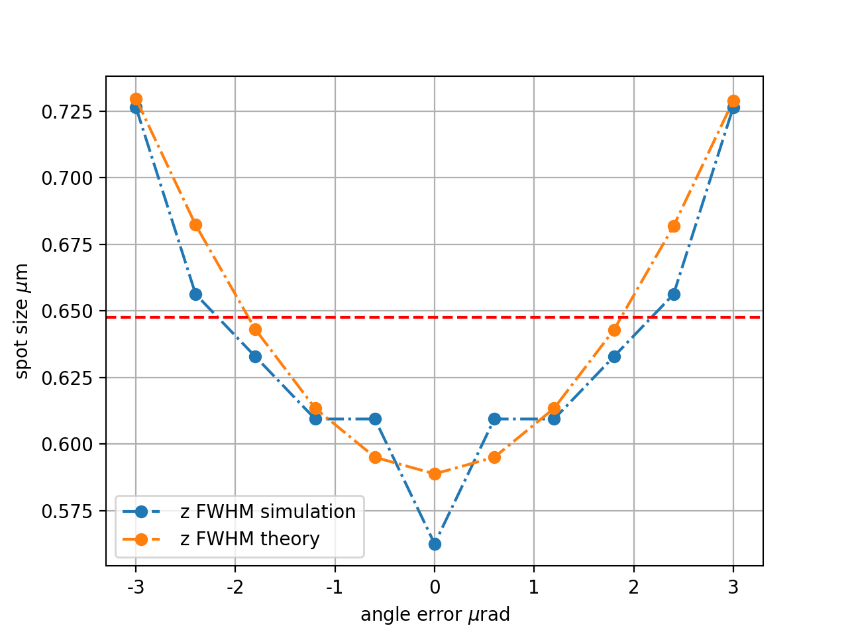 0.725
0.700
0.675
0.650
0.625
0.600
0.575
spot size μm
z FWHM simulation
z FWHM theory
-3 -2 -1 0 1 2 3
angle error μrad